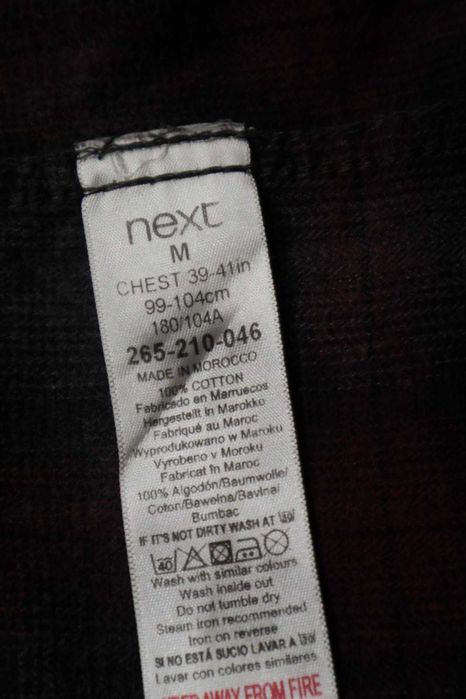 next
M
CHEST 39-41in
99-104cm
180/104A
265-210-046
MADE IN MOROCCO
100% COTTON
Fabricado en Marruecos
Hergestellt in Marokko
Fabriqué au Maroc
Wyprodukowano w Maroku
Vyrobeno v Moroku
Fabricat în Maroc
100% Algodón/Baumwolle/
Coton/Bawełna/Bavlna/
Bumbac
IF IT'S NOT DIRTY WASH AT 30
40
Wash with similar colours
Wash inside out
Do not tumble dry
Steam iron recommended
Iron on reverse
SI NO ESTÁ SUCIO LAVAR A 30
Lavar con colores similares
AWAY FROM FIRE